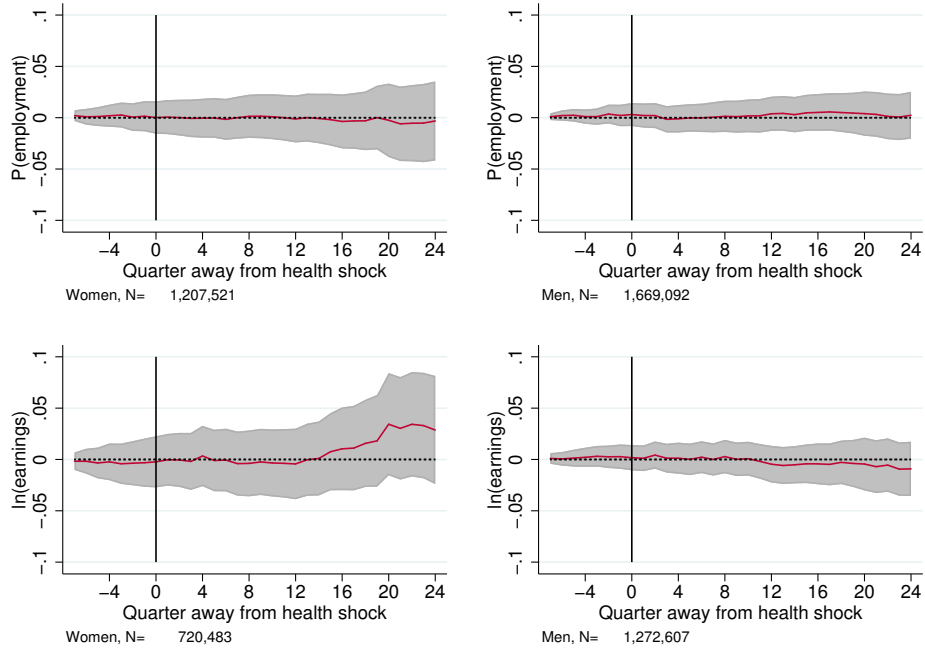 P(employment)
.1
.05
0
−.05
−.1
−4 0 4 8 12 16 20 24
Quarter away from health shock
Women, N= 1,207,521
P(employment)
.1
.05
0
−.05
−.1
−4 0 4 8 12 16 20 24
Quarter away from health shock
Men, N= 1,669,092
ln(earnings)
.1
.05
0
−.05
−.1
−4 0 4 8 12 16 20 24
Quarter away from health shock
Women, N= 720,483
ln(earnings)
.1
.05
0
−.05
−.1
−4 0 4 8 12 16 20 24
Quarter away from health shock
Men, N= 1,272,607